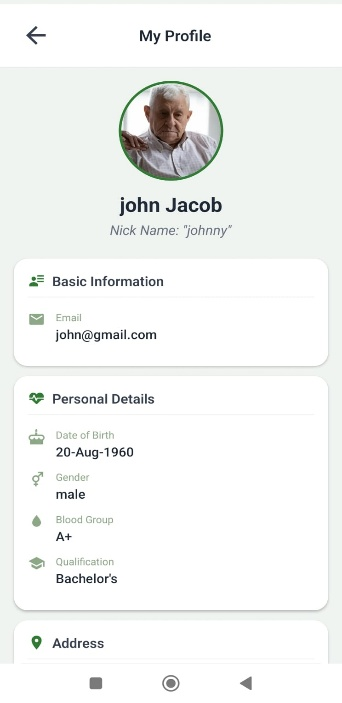 My Profile
john Jacob
Nick Name: "johnny"
Basic Information
Email
john@gmail.com
Personal Details
Date of Birth
20-Aug-1960
Gender
male
Blood Group
A+
Qualification
Bachelor's
Address